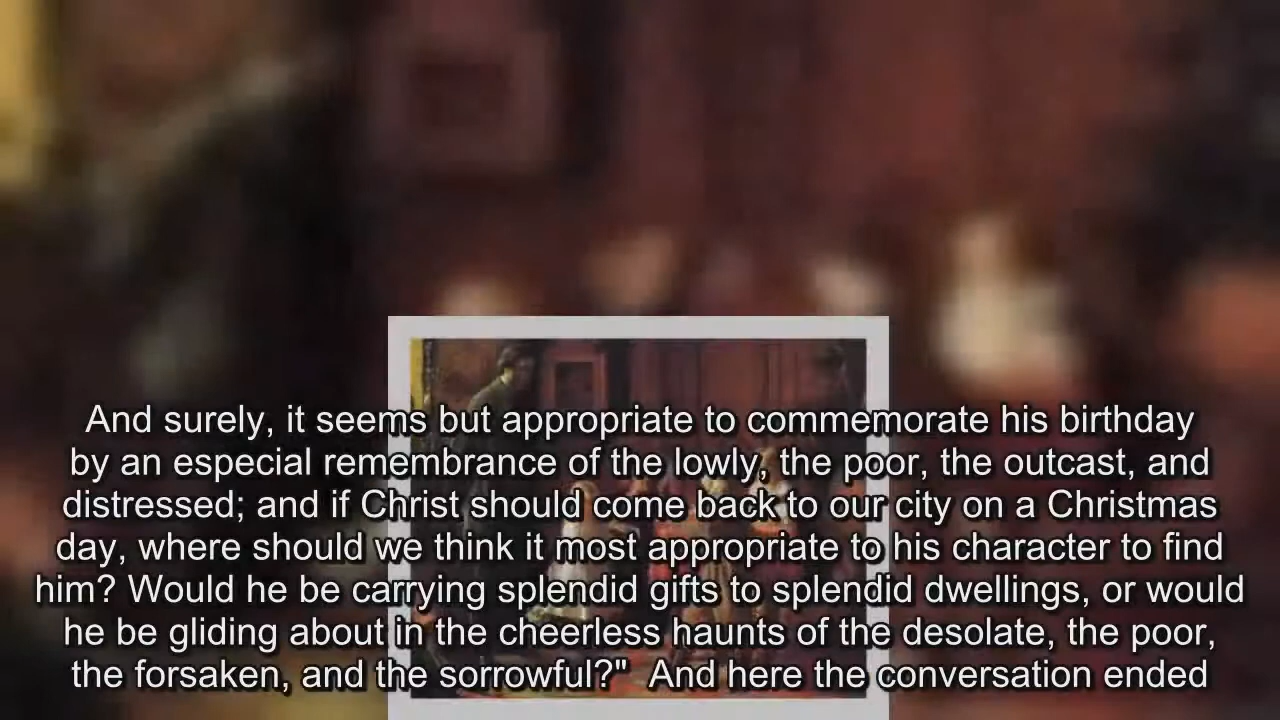 And surely, it seems but appropriate to commemorate his birthday
by an especial remembrance of the lowly, the poor, the outcast, and
distressed; and if Christ should come back to our city on a Christmas
day, where should we think it most appropriate to his character to find
him? Would he be carrying splendid gifts to splendid dwellings, or would
he be gliding about in the cheerless haunts of the desolate, the poor,
the forsaken, and the sorrowful?"  And here the conversation ended